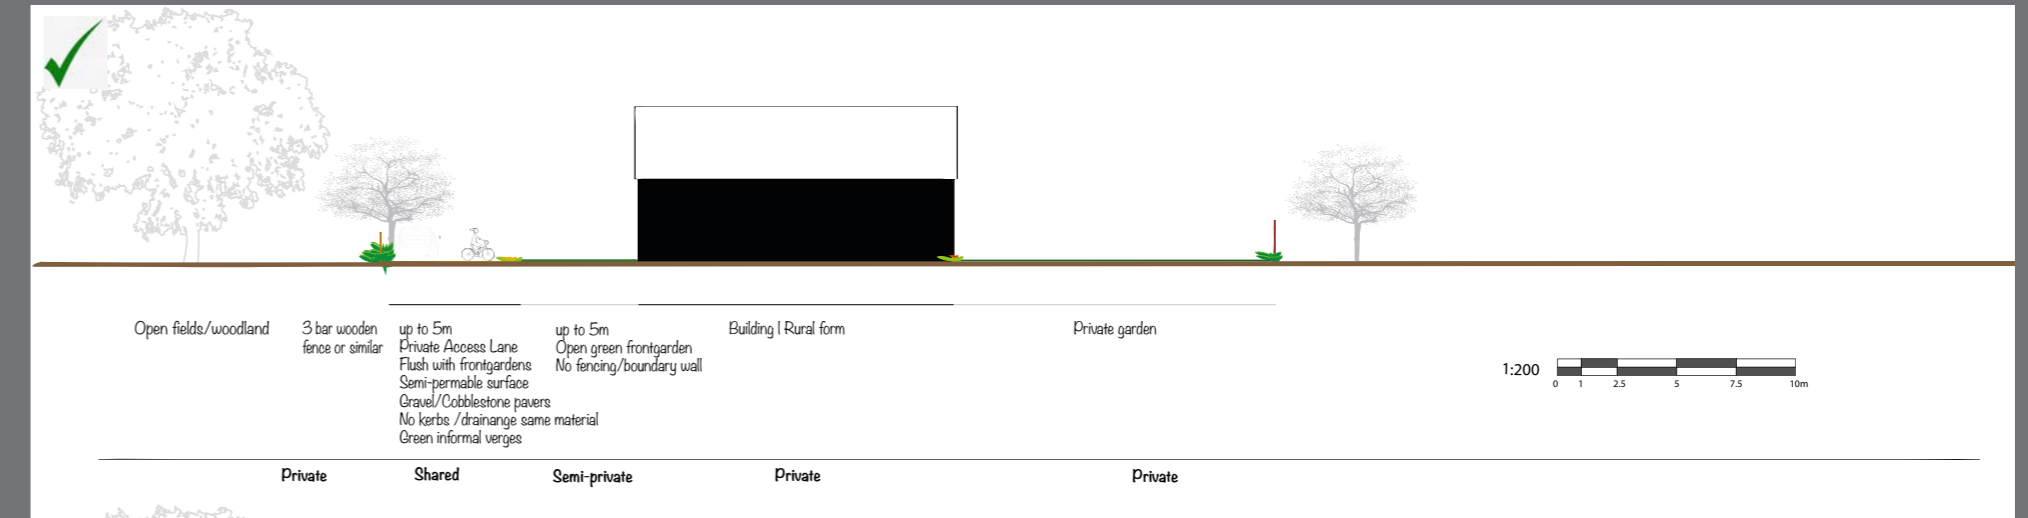 Open fields/woodland
3 bar wooden
fence or similar
up to 5m
Private Access Lane
Flush with frontgardens
Semi-permable surface
Gravel/Cobblestone pavers
No kerbs /drainange same material
Green informal verges
up to 5m
Open green frontgarden
No fencing/boundary wall
Building | Rural form
Private garden
1:200
0 1 2.5 5 7.5 10m
Private
Shared
Semi-private
Private
Private